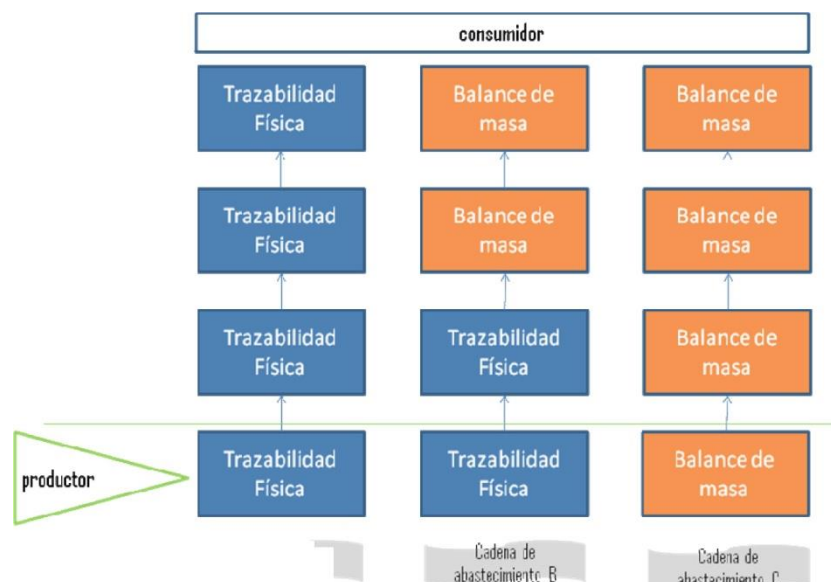 consumidor
Trazabilidad
Física
Balance de
masa
Balance de
masa
Trazabilidad
Física
Balance de
masa
Balance de
masa
Trazabilidad
Física
Trazabilidad
Física
Balance de
masa
productor
Trazabilidad
Física
Trazabilidad
Física
Balance de
masa
Cadena de
abastecimiento B
Cadena de
abastecimiento C